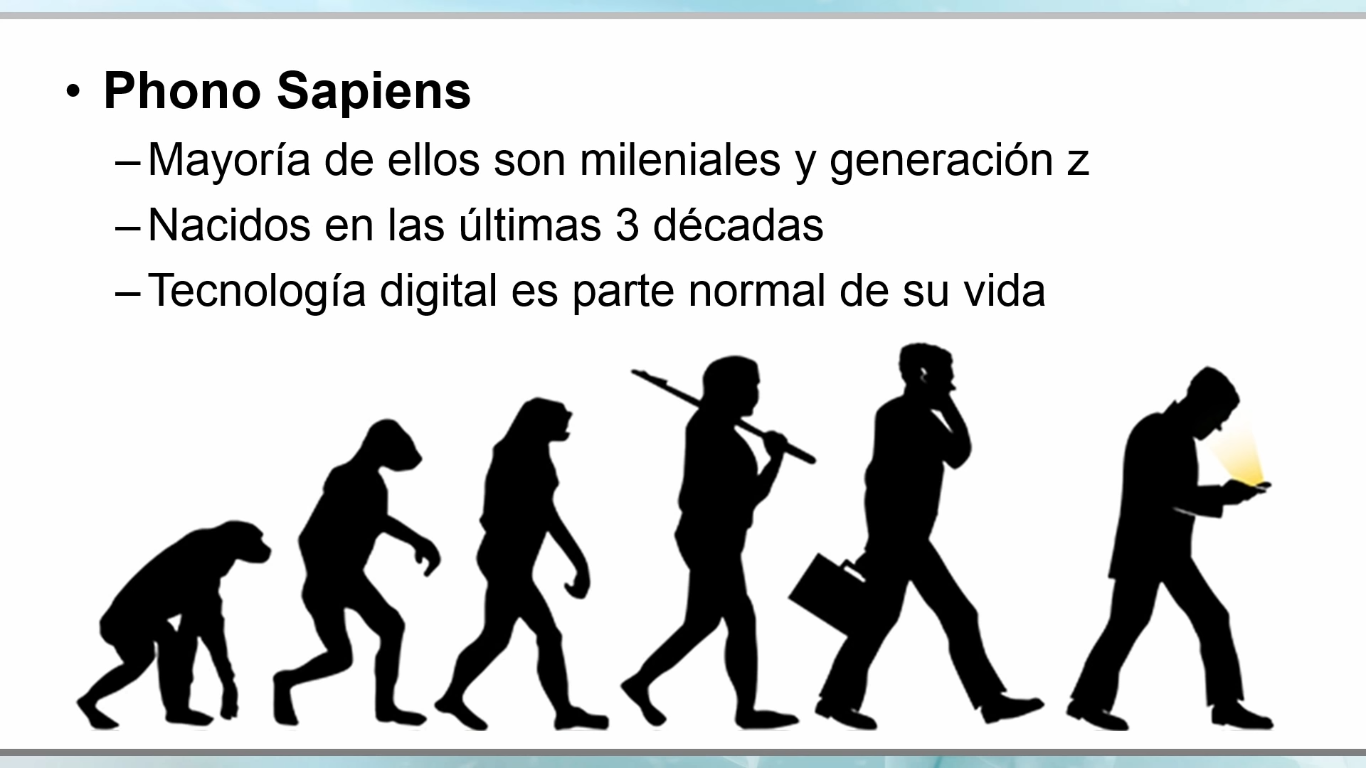 • Phono Sapiens
– Mayoría de ellos son mileniales y generación z
– Nacidos en las últimas 3 décadas
– Tecnología digital es parte normal de su vida